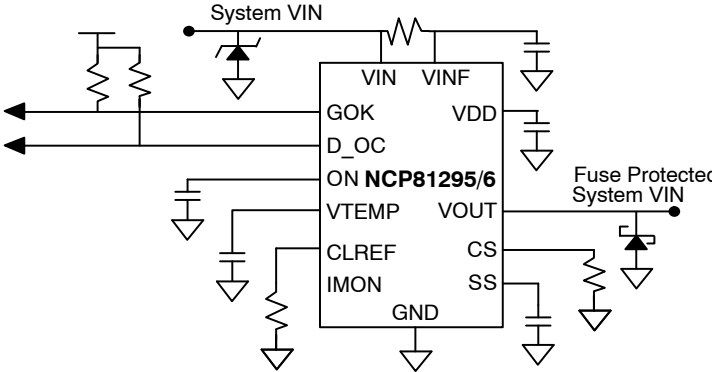 System VIN
VIN VINF
GOK VDD
D_OC
ON NCP81295/6
Fuse Protected
System VIN
VTEMP VOUT
CLREF CS
IMON SS
GND